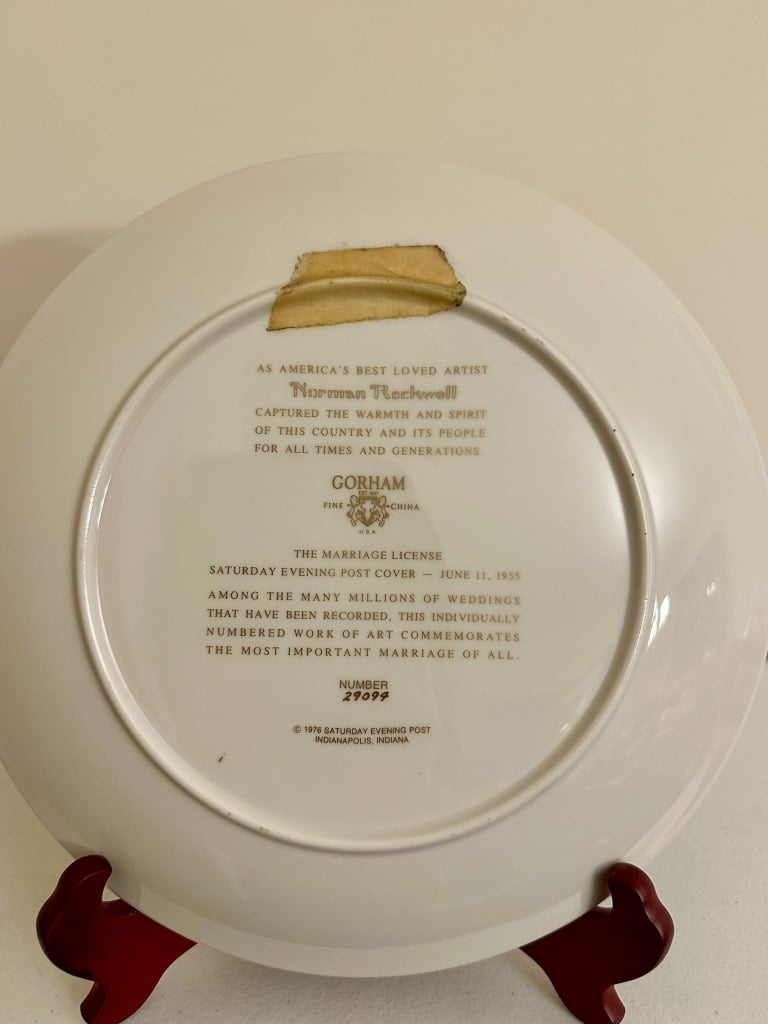 AS AMERICA'S BEST LOVED ARTIST
Norman Rockwell
CAPTURED THE WARMTH AND SPIRIT
OF THIS COUNTRY AND ITS PEOPLE
FOR ALL TIMES AND GENERATIONS.
GORHAM
EST. 1831
FINE CHINA
U.S.A.
THE MARRIAGE LICENSE
SATURDAY EVENING POST COVER — JUNE 11, 1955
AMONG THE MANY MILLIONS OF WEDDINGS
THAT HAVE BEEN RECORDED, THIS INDIVIDUALLY
NUMBERED WORK OF ART COMMEMORATES
THE MOST IMPORTANT MARRIAGE OF ALL.
NUMBER
29094
© 1976 SATURDAY EVENING POST
INDIANAPOLIS, INDIANA